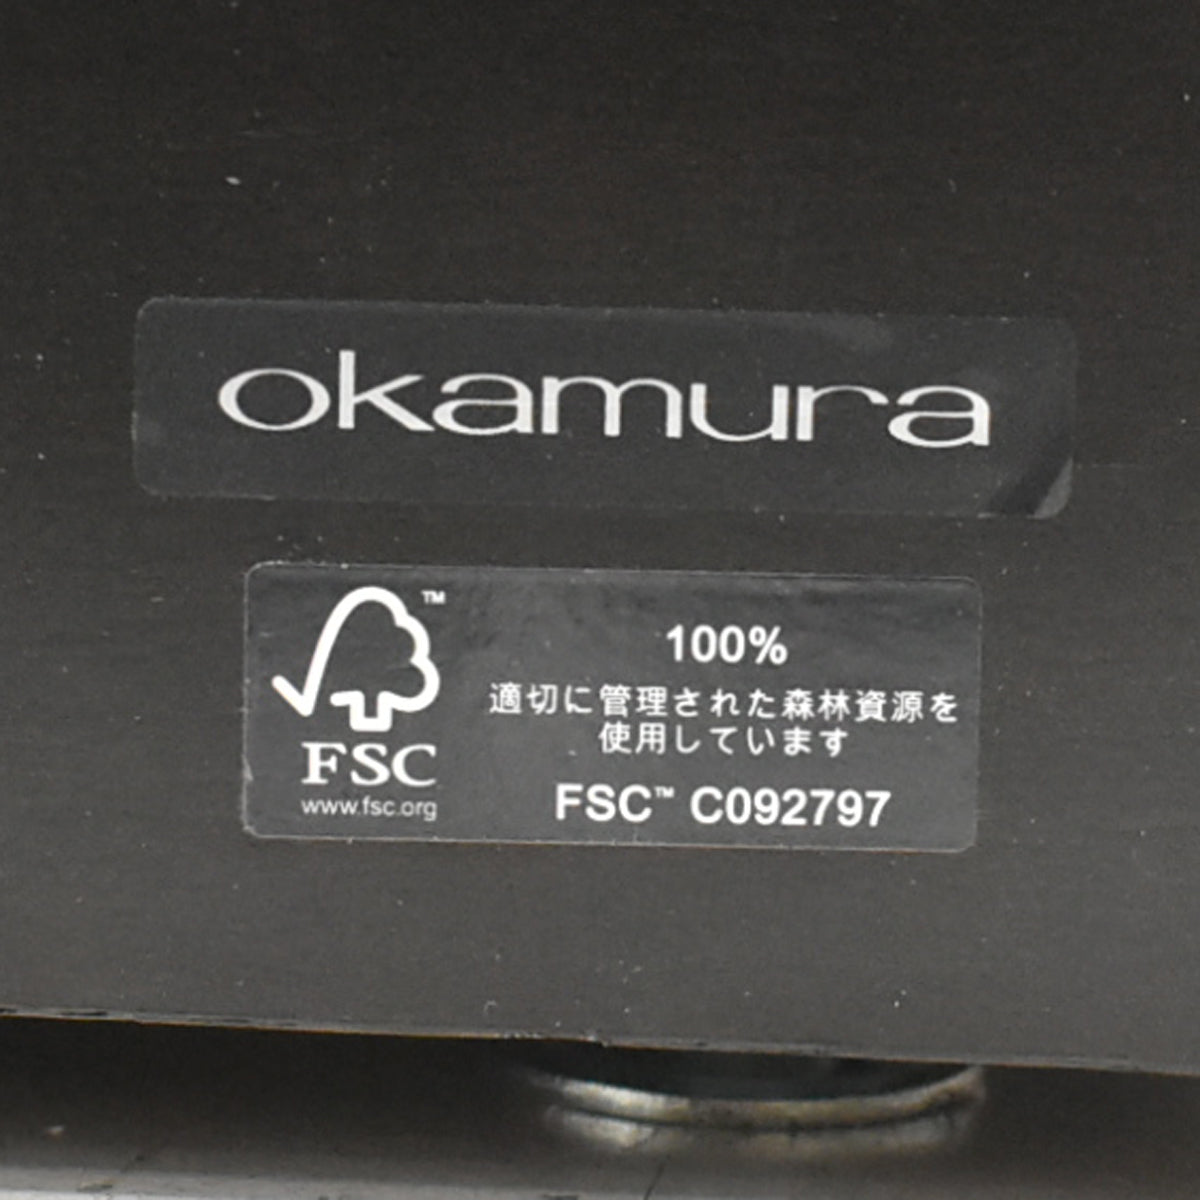 okamura
™
100%
適切に管理された森林資源を
使用しています
FSC
www.fsc.org
FSC™ C092797